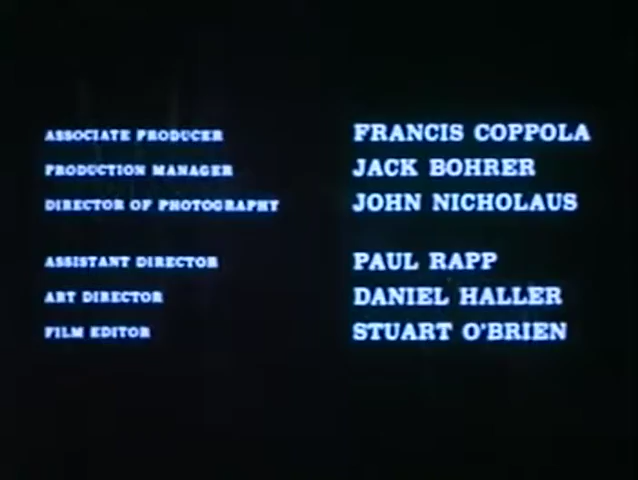 ASSOCIATE PRODUCER FRANCIS COPPOLA
PRODUCTION MANAGER JACK BOHRER
DIRECTOR OF PHOTOGRAPHY JOHN NICHOLAUS
ASSISTANT DIRECTOR PAUL RAPP
ART DIRECTOR DANIEL HALLER
FILM EDITOR STUART O'BRIEN